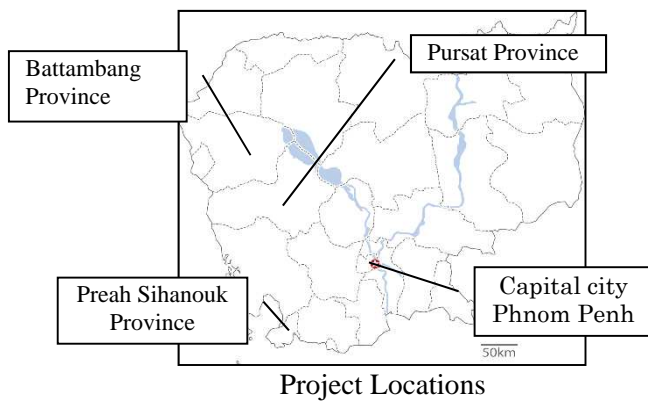 Pursat Province
Battambang
Province
Preah Sihanouk
Province
Capital city
Phnom Penh
50km
Project Locations